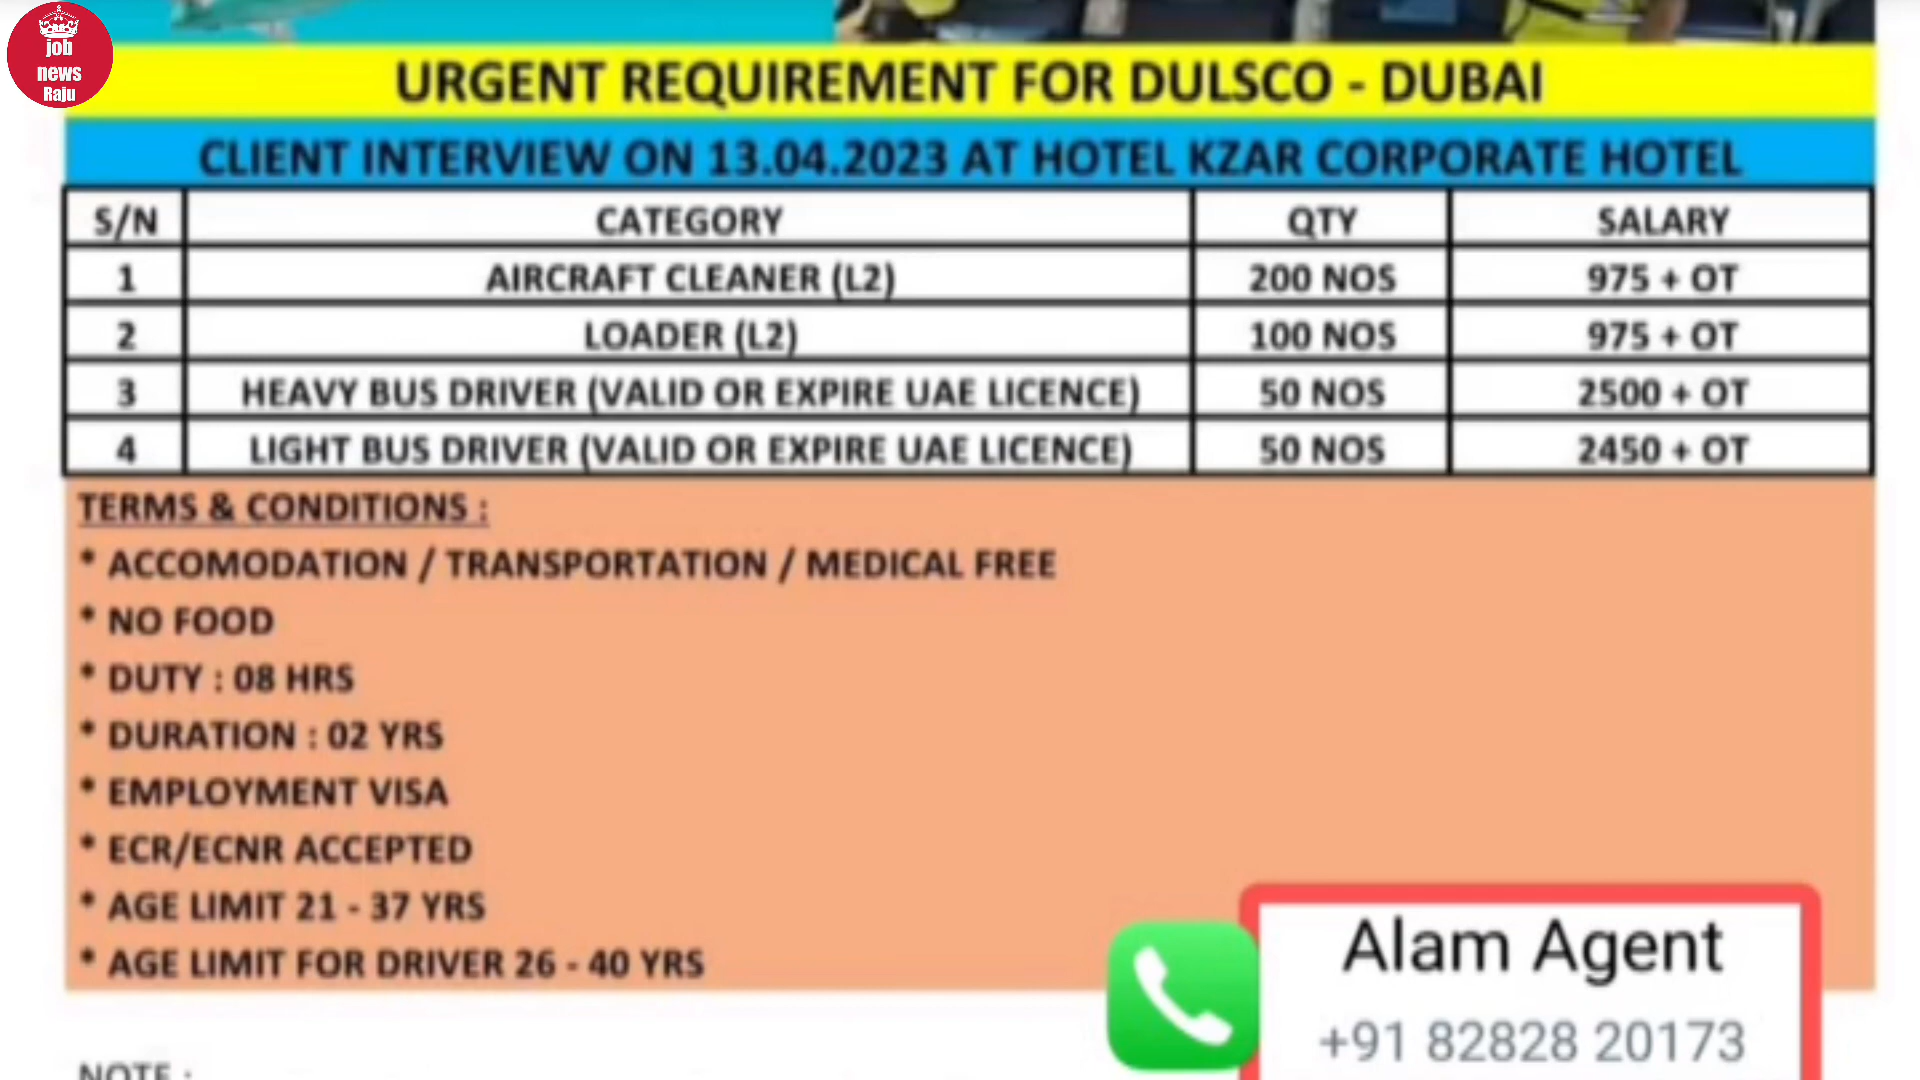 job
news
Raju
URGENT REQUIREMENT FOR DULSCO - DUBAI
CLIENT INTERVIEW ON 13.04.2023 AT HOTEL KZAR CORPORATE HOTEL
S/N CATEGORY QTY SALARY
1 AIRCRAFT CLEANER (L2) 200 NOS 975 + OT
2 LOADER (L2) 100 NOS 975 + OT
3 HEAVY BUS DRIVER (VALID OR EXPIRE UAE LICENCE) 50 NOS 2500 + OT
4 LIGHT BUS DRIVER (VALID OR EXPIRE UAE LICENCE) 50 NOS 2450 + OT
TERMS & CONDITIONS :
* ACCOMODATION / TRANSPORTATION / MEDICAL FREE
* NO FOOD
* DUTY : 08 HRS
* DURATION : 02 YRS
* EMPLOYMENT VISA
* ECR/ECNR ACCEPTED
* AGE LIMIT 21 - 37 YRS
* AGE LIMIT FOR DRIVER 26 - 40 YRS
Alam Agent
+91 82828 20173
NOTE :